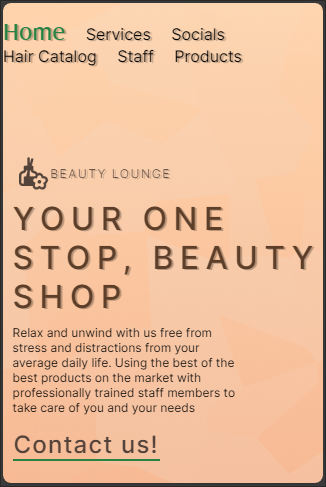 Home Services Socials
Hair Catalog Staff Products
BEAUTY LOUNGE
YOUR ONE
STOP, BEAUTY
SHOP
Relax and unwind with us free from
stress and distractions from your
average daily life. Using the best of the
best products on the market with
professionally trained staff members to
take care of you and your needs
Contact us!